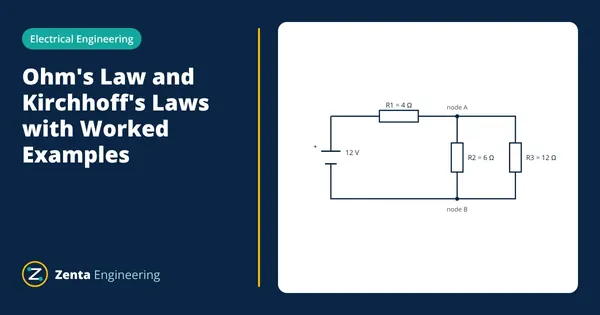 Electrical Engineering
Ohm's Law and
Kirchhoff's Laws
with Worked
Examples
Zenta Engineering
R1 = 4 Ω
node A
+
12 V
R2 = 6 Ω
R3 = 12 Ω
node B